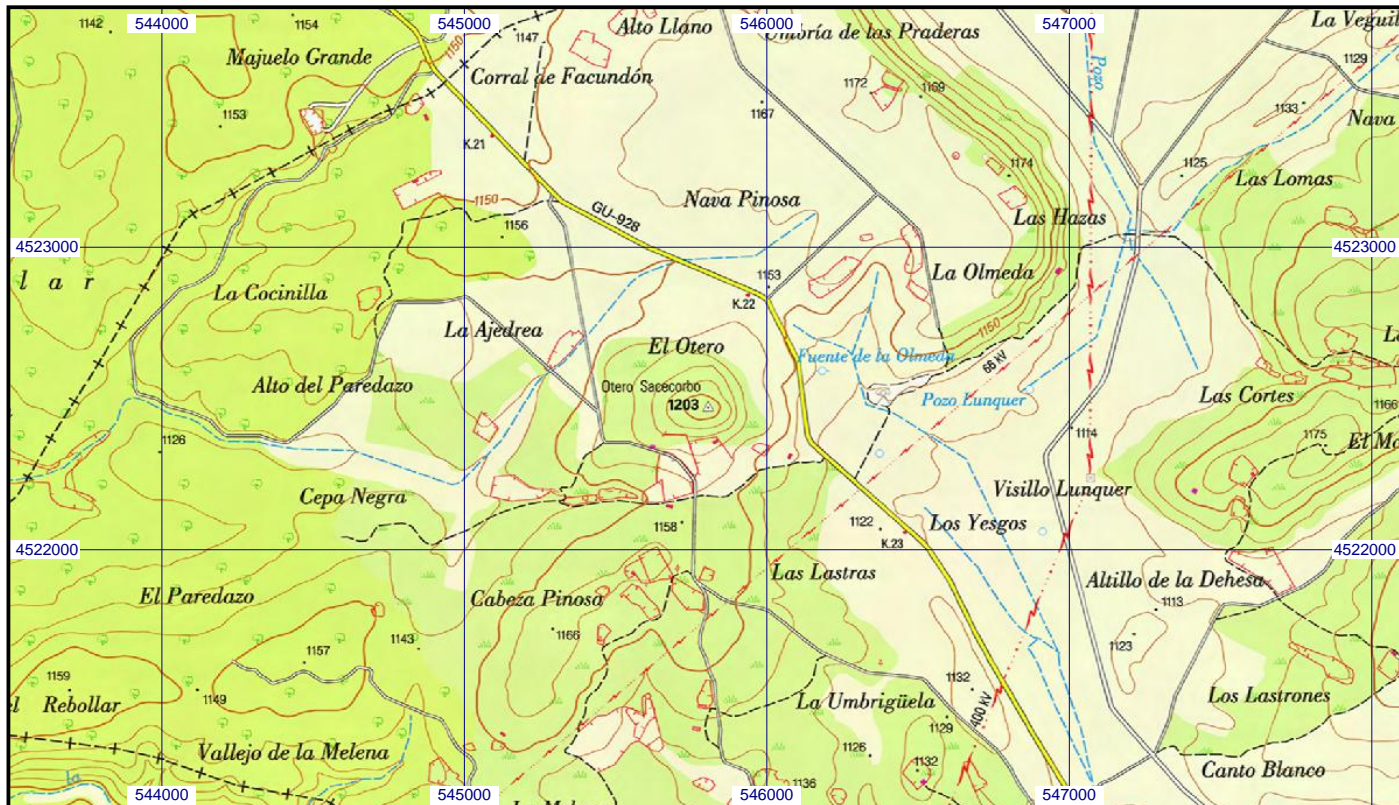 544000
545000
546000
547000
1142
1154
1150
1147
Alto Llano
Umbría de las Praderas
La Veguil
Majuelo Grande
Corral de Facundón
1172
1169
Pozo
1129
1153
1167
1133
Nava
K.21
1174
1125
Las Lomas
1150
Nava Pinosa
GU-928
Las Hazas
1156
4523000
4523000
l a r
La Cocinilla
1153
La Olmeda
K.22
La Ajedrea
El Otero
1150
Fuente de la Olmeda
66 kV
Alto del Paredazo
Otero Sacecorbo
1203
Pozo Lunquer
Las Cortes
1166
1126
1114
1175
Cepa Negra
Visillo Lunquer
1158
1122
Los Yesgos
K.23
4522000
4522000
Las Lastras
Altillo de la Dehesa
El Paredazo
Cabeza Pinosa
1113
1166
1143
1157
1123
1159
1149
1132
el Rebollar
La Umbrigüela
400 kV
Los Lastrones
1129
Vallejo de la Melena
1126
1132
Canto Blanco
la
1136
544000
545000
546000
547000